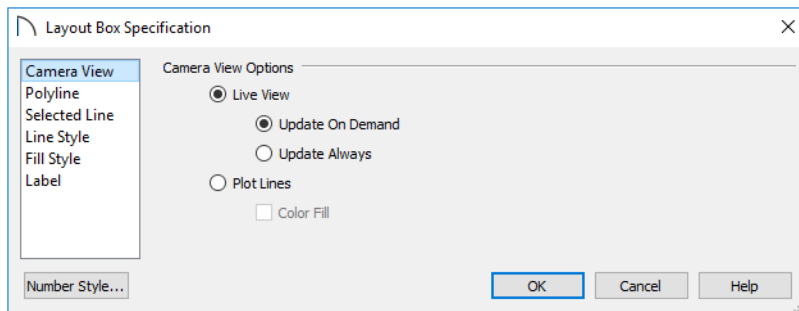 Layout Box Specification
Camera View
Polyline
Selected Line
Line Style
Fill Style
Label
Camera View Options
Live View
Update On Demand
Update Always
Plot Lines
Color Fill
Number Style...
OK
Cancel
Help